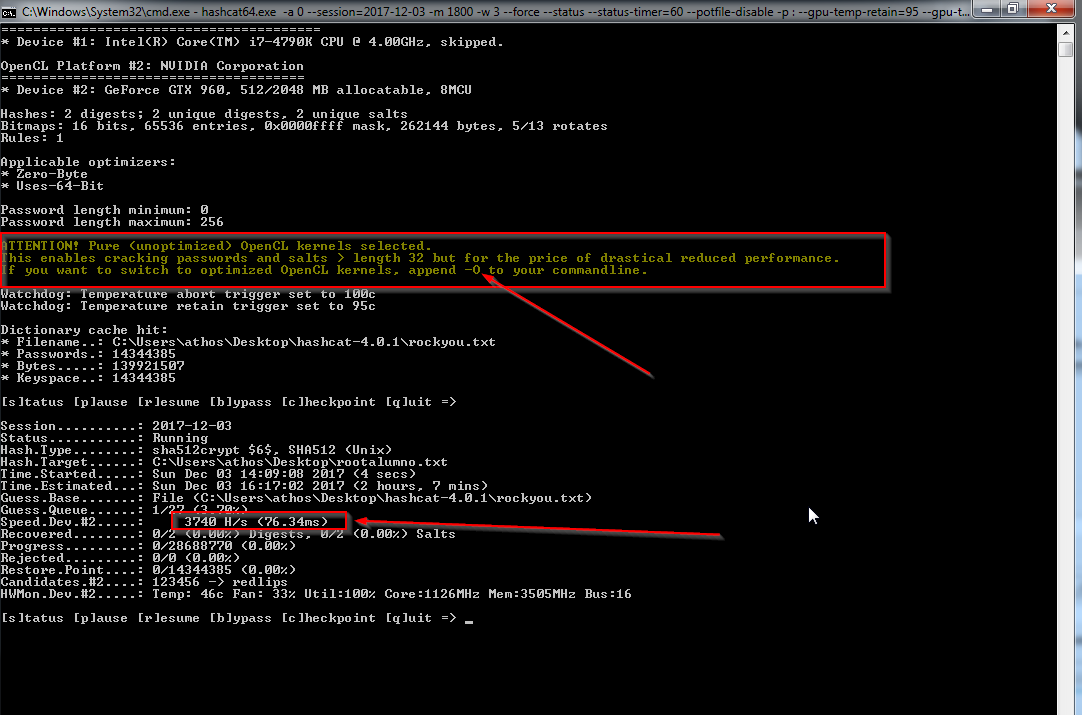 C:\Windows\System32\cmd.exe - hashcat64.exe -a 0 --session=2017-12-03 -m 1800 -w 3 --force --status --status-timer=60 --potfile-disable -p : --gpu-temp-retain=95 --gpu-t...
=======================================
* Device #1: Intel(R) Core(TM) i7-4790K CPU @ 4.00GHz, skipped.
OpenCL Platform #2: NVIDIA Corporation
======================================
* Device #2: GeForce GTX 960, 512/2048 MB allocatable, 8MCU
Hashes: 2 digests; 2 unique digests, 2 unique salts
Bitmaps: 16 bits, 65536 entries, 0x0000ffff mask, 262144 bytes, 5/13 rotates
Rules: 1
Applicable optimizers:
* Zero-Byte
* Uses-64-Bit
Password length minimum: 0
Password length maximum: 256
ATTENTION! Pure (unoptimized) OpenCL kernels selected.
This enables cracking passwords and salts > length 32 but for the price of drastical reduced performance.
If you want to switch to optimized OpenCL kernels, append -O to your commandline.
Watchdog: Temperature abort trigger set to 100c
Watchdog: Temperature retain trigger set to 95c
Dictionary cache hit:
* Filename..: C:\Users\athos\Desktop\hashcat-4.0.1\rockyou.txt
* Passwords.: 14344385
* Bytes.....: 139921507
* Keyspace..: 14344385
[s]tatus [p]ause [r]esume [b]ypass [c]heckpoint [q]uit =>
Session..........: 2017-12-03
Status...........: Running
Hash.Type........: sha512crypt $6$, SHA512 (Unix)
Hash.Target......: C:\Users\athos\Desktop\rootalumno.txt
Time.Started.....: Sun Dec 03 14:09:08 2017 (4 secs)
Time.Estimated...: Sun Dec 03 16:17:02 2017 (2 hours, 7 mins)
Guess.Base.......: File (C:\Users\athos\Desktop\hashcat-4.0.1\rockyou.txt)
Guess.Queue......: 1/27 (3.70%)
Speed.Dev.#2.....: 3740 H/s (76.34ms)
Recovered........: 0/2 (0.00%) Digests, 0/2 (0.00%) Salts
Progress.........: 0/28688770 (0.00%)
Rejected.........: 0/0 (0.00%)
Restore.Point....: 0/14344385 (0.00%)
Candidates.#2....: 123456 -> redlips
HWMon.Dev.#2.....: Temp: 46c Fan: 33% Util:100% Core:1126MHz Mem:3505MHz Bus:16
[s]tatus [p]ause [r]esume [b]ypass [c]heckpoint [q]uit => _